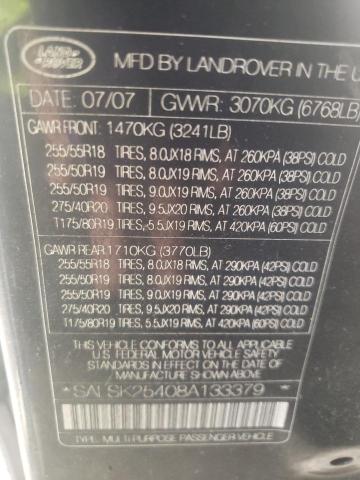 LAND
ROVER
MFD BY LANDROVER IN THE U
DATE: 07/07 GVWR: 3070KG (6768LB)
GAWR FRONT: 1470KG (3241LB)
255/55R18 TIRES, 8.0JX18 RIMS, AT 260KPA (38PSI) COLD
255/50R19 TIRES, 8.0JX19 RIMS, AT 260KPA (38PSI) COLD
255/50R19 TIRES, 9.0JX19 RIMS, AT 260KPA (38PSI) COLD
275/40R20 TIRES, 9.5JX20 RIMS, AT 260KPA (38PSI) COLD
T175/80R19 TIRES, 5.5JX19 RIMS, AT 420KPA (60PSI) COLD
GAWR REAR 1710KG (3770LB)
255/55R18 TIRES, 8.0JX18 RIMS, AT 290KPA (42PSI) COLD
255/50R19 TIRES, 8.0JX19 RIMS, AT 290KPA (42PSI) COLD
255/50R19 TIRES, 9.0JX19 RIMS, AT 290KPA (42PSI) COLD
275/40R20 TIRES, 9.5JX20 RIMS, AT 290KPA (42PSI) COLD
T175/80R19 TIRES, 5.5JX19 RIMS, AT 420KPA (60PSI) COLD
THIS VEHICLE CONFORMS TO ALL APPLICABLE
FEDERAL MOTOR VEHICLE SAFETY AND THEFT
PREVENTION STANDARDS IN EFFECT ON THE DATE OF
MANUFACTURE SHOWN ABOVE.
*SALSK25408A133379*
TYPE: MULTI PURPOSE PASSENGER VEHICLE